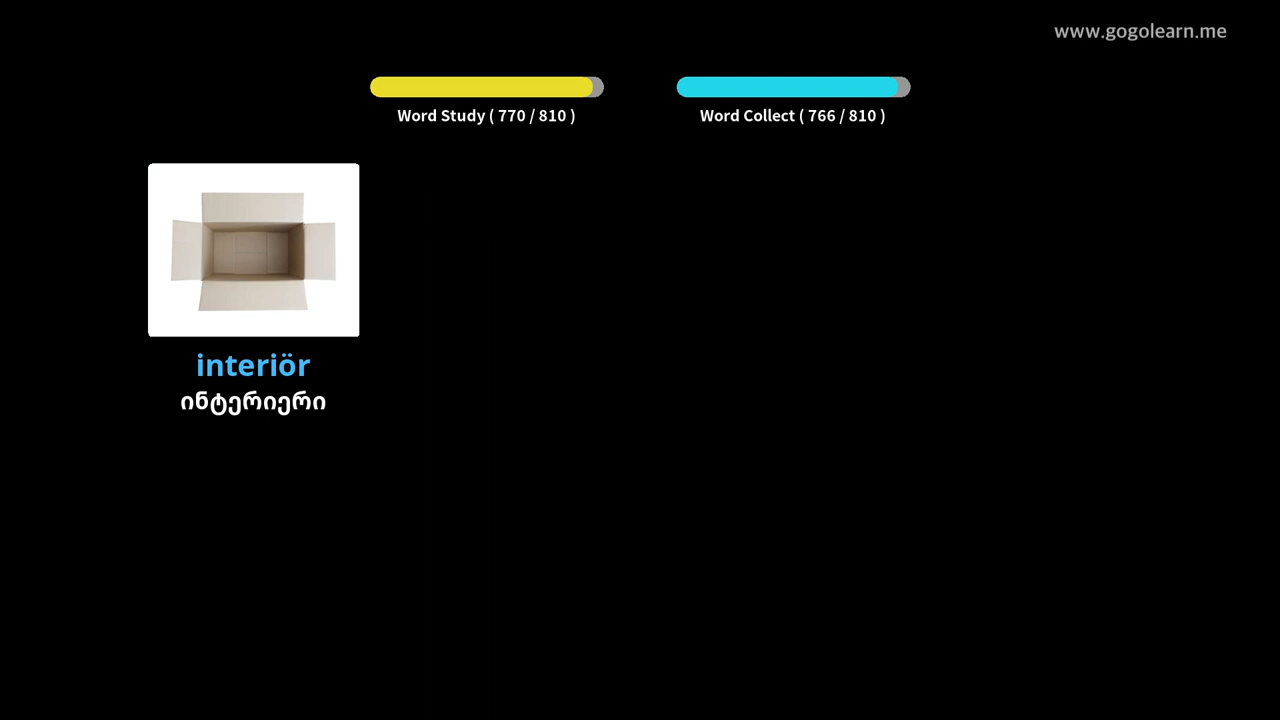 www.gogolearn.me
Word Study ( 770 / 810 )
Word Collect ( 766 / 810 )
interiör
ინტერიერი